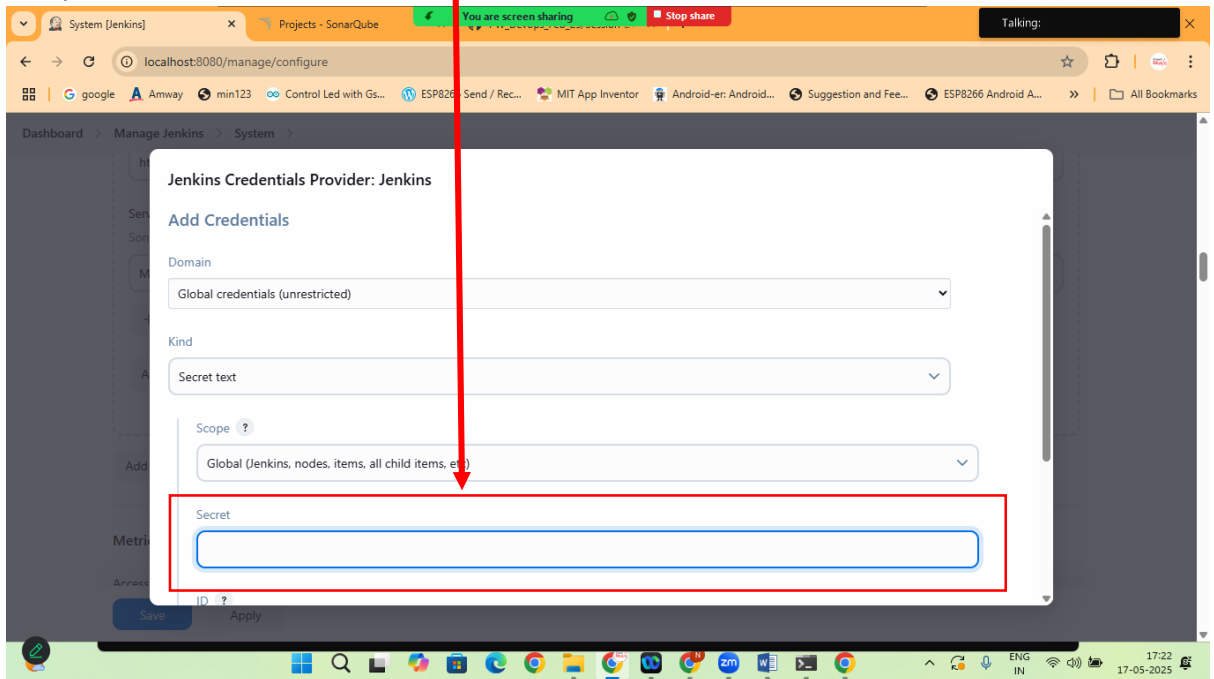 System [Jenkins]
Projects - SonarQube
You are screen sharing
Stop share
Talking:
localhost:8080/manage/configure
google
Amway
min123
Control Led with Gs...
ESP8266 Send / Rec...
MIT App Inventor
Android-er: Android...
Suggestion and Fee...
ESP8266 Android A...
»
All Bookmarks
Dashboard > Manage Jenkins > System >
Jenkins Credentials Provider: Jenkins
Add Credentials
Domain
Global credentials (unrestricted)
Kind
Secret text
Scope ?
Global (Jenkins, nodes, items, all child items, etc)
Add
Secret
Metri
Access
ID ?
Save
Apply
ENG
IN
17:22
17-05-2025